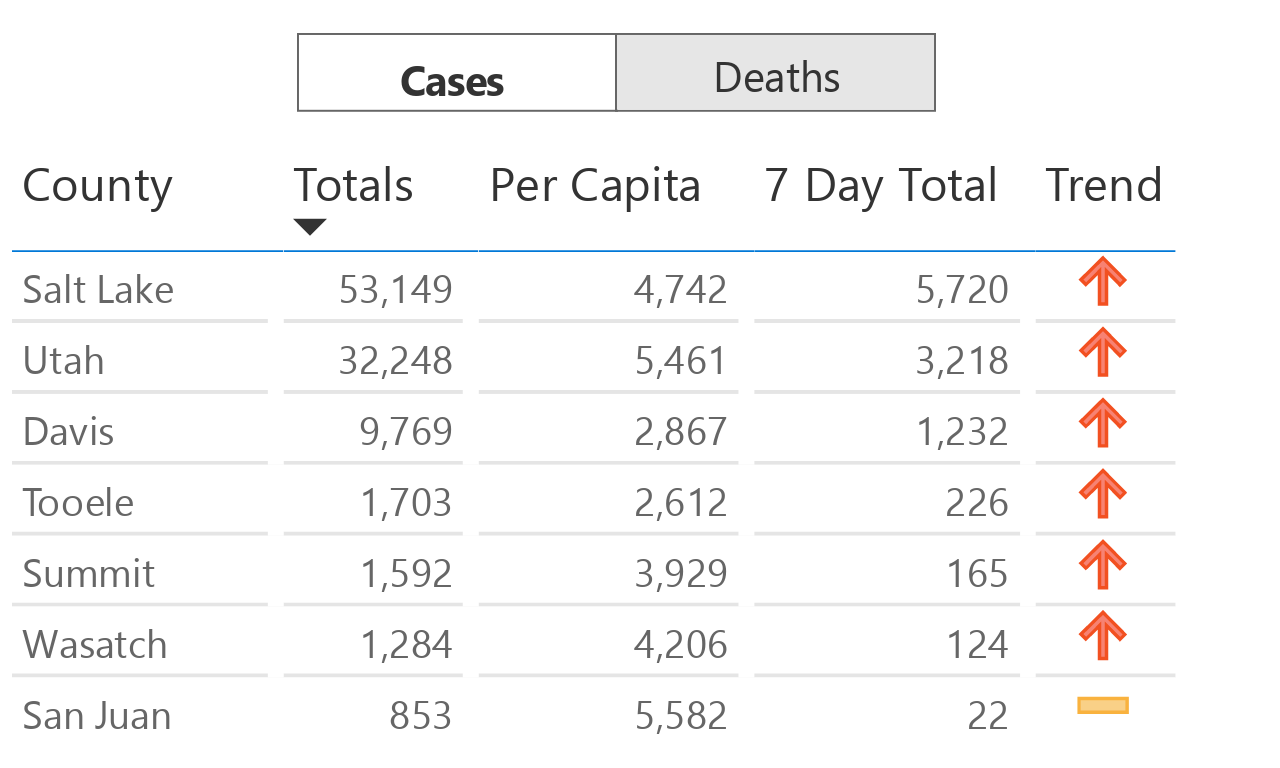 Cases Deaths
County Totals Per Capita 7 Day Total Trend
Salt Lake 53,149 4,742 5,720
Utah 32,248 5,461 3,218
Davis 9,769 2,867 1,232
Tooele 1,703 2,612 226
Summit 1,592 3,929 165
Wasatch 1,284 4,206 124
San Juan 853 5,582 22